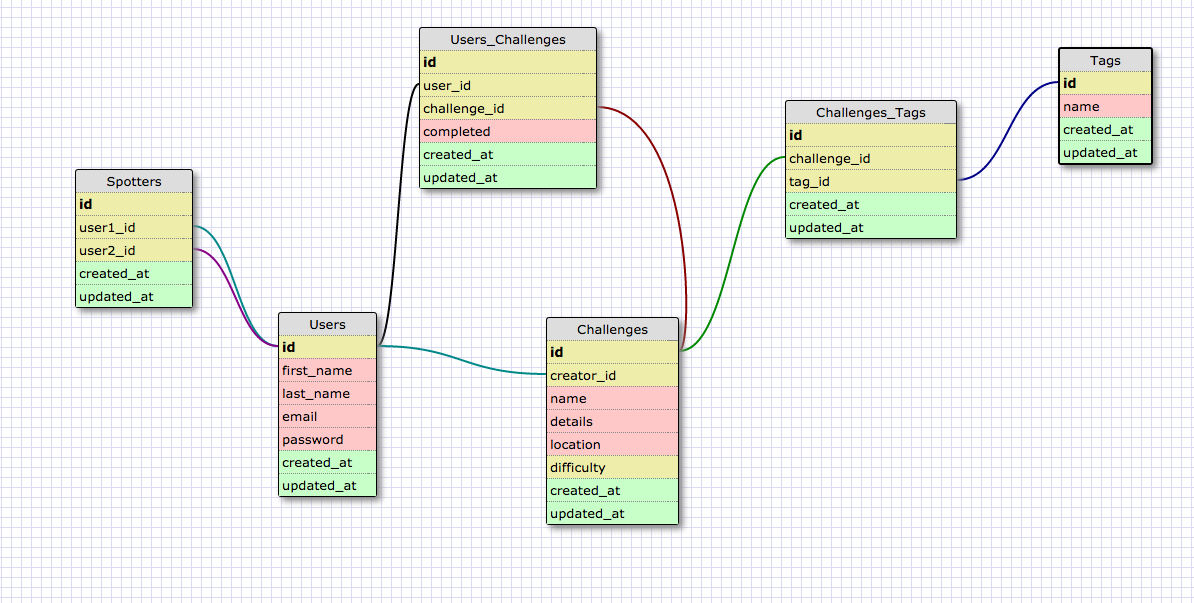 Users_Challenges
id
user_id
challenge_id
completed
created_at
updated_at
Tags
id
name
created_at
updated_at
Challenges_Tags
id
challenge_id
tag_id
created_at
updated_at
Spotters
id
user1_id
user2_id
created_at
updated_at
Users
id
first_name
last_name
email
password
created_at
updated_at
Challenges
id
creator_id
name
details
location
difficulty
created_at
updated_at